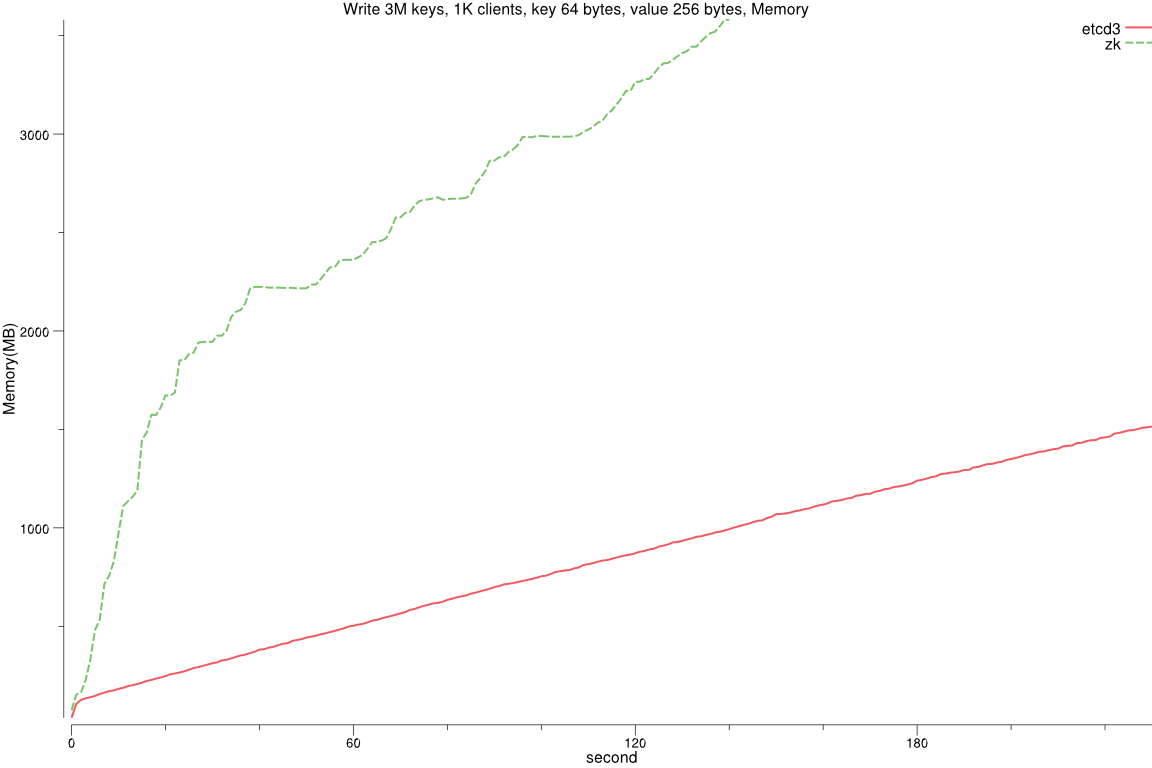 Write 3M keys, 1K clients, key 64 bytes, value 256 bytes, Memory
etcd3
zk
3000
2000
1000
Memory(MB)
0
60
120
180
second